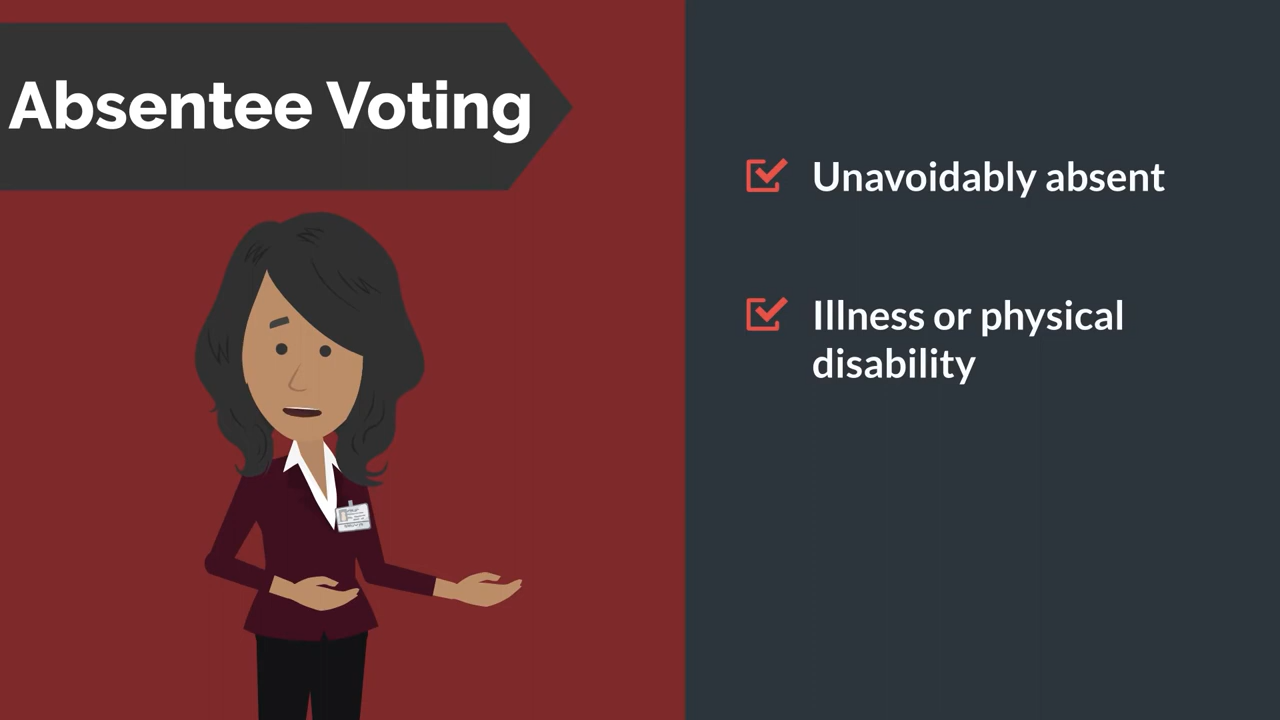 Absentee Voting
Unavoidably absent
Illness or physical
disability